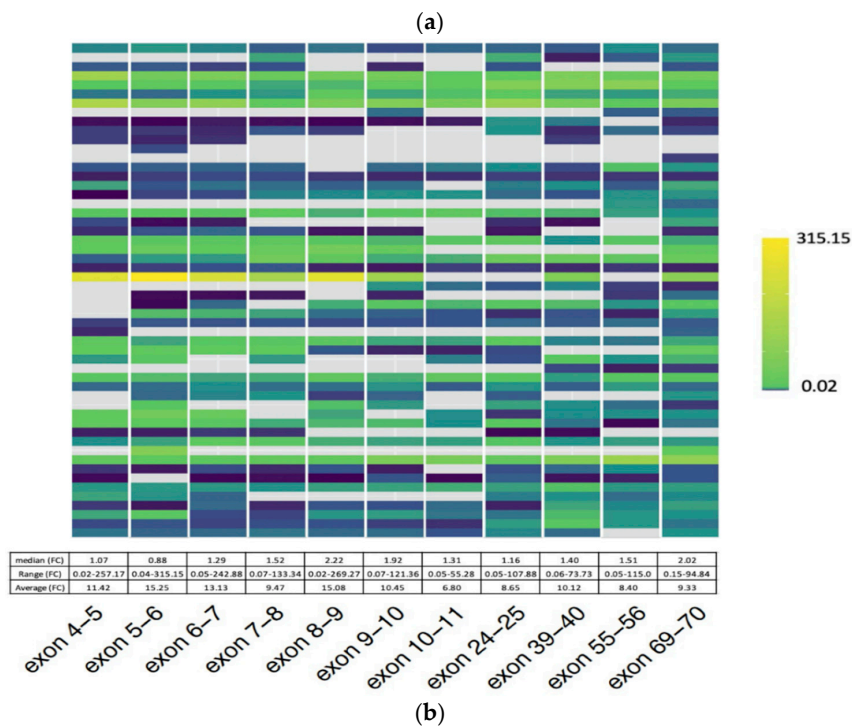 (a)
315.15
0.02
median (FC) 1.07 0.88 1.29 1.52 2.22 1.92 1.31 1.16 1.40 1.51 2.02
Range (FC) 0.02-257.17 0.04-315.15 0.05-242.88 0.07-133.34 0.02-269.27 0.07-121.36 0.05-55.28 0.05-107.88 0.06-73.73 0.05-115.0 0.15-94.84
Average (FC) 11.42 15.25 13.13 9.47 15.08 10.45 6.80 8.65 10.12 8.40 9.33
exon 4–5 exon 5–6 exon 6–7 exon 7–8 exon 8–9 exon 9–10 exon 10–11 exon 24–25 exon 39–40 exon 55–56 exon 69–70
(b)